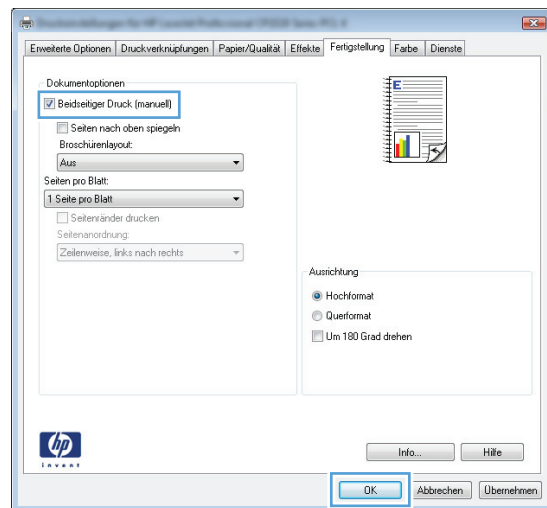 Erweiterte Optionen Druckverknüpfungen Papier/Qualität Effekte Fertigstellung Farbe Dienste
Dokumentoptionen
Beidseitiger Druck (manuell)
Seiten nach oben spiegeln
Broschürenlayout:
Aus
Seiten pro Blatt:
1 Seite pro Blatt
Seitenränder drucken
Seitenanordnung:
Zeilenweise, links nach rechts
E
Ausrichtung
Hochformat
Querformat
Um 180 Grad drehen
hp
invent
Info... Hilfe
OK Abbrechen Übernehmen